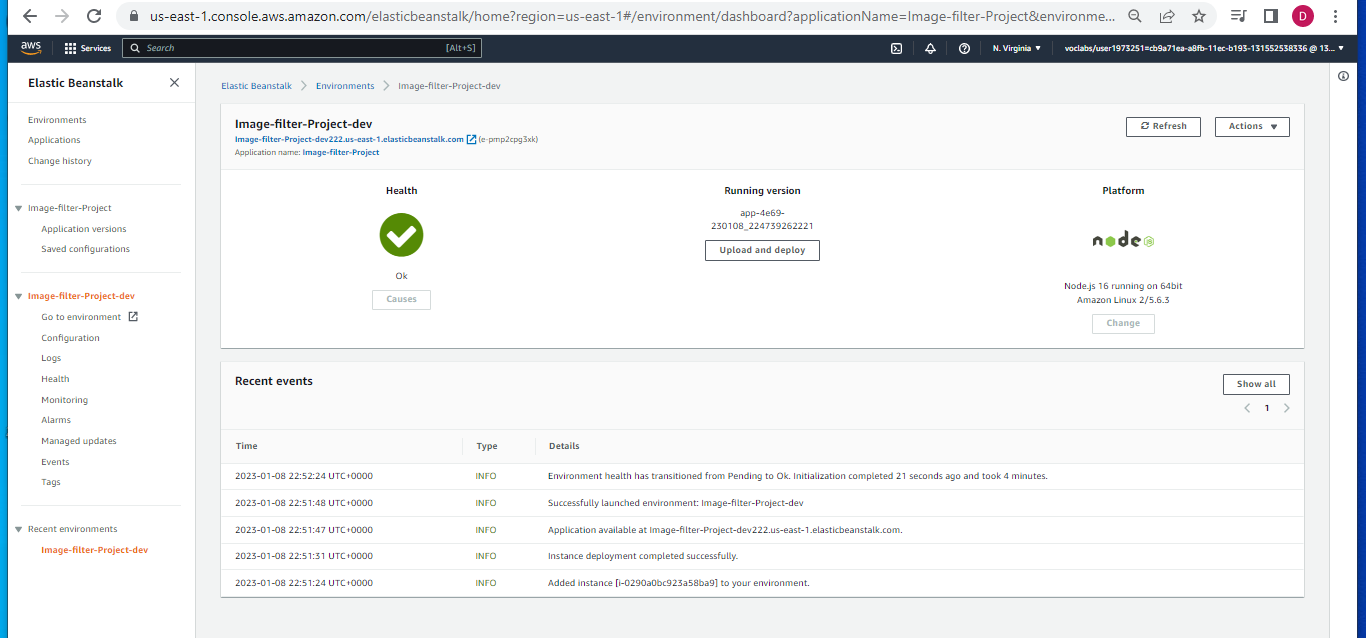 us-east-1.console.aws.amazon.com/elasticbeanstalk/home?region=us-east-1#/environment/dashboard?applicationName=Image-filter-Project&environme...
D
aws
Services
Search
[Alt+S]
N. Virginia
voclabs/user1973251=cb9a71ea-a8fb-11ec-b193-131552538336 @ 13...
Elastic Beanstalk
Environments
Applications
Change history
Image-filter-Project
Application versions
Saved configurations
Image-filter-Project-dev
Go to environment
Configuration
Logs
Health
Monitoring
Alarms
Managed updates
Events
Tags
Recent environments
Image-filter-Project-dev
Elastic Beanstalk
Environments
Image-filter-Project-dev
Image-filter-Project-dev
Image-filter-Project-dev222.us-east-1.elasticbeanstalk.com (e-pmp2cpg3xk)
Application name: Image-filter-Project
Refresh
Actions
Health
Ok
Causes
Running version
app-4e69-
230108_224739262221
Upload and deploy
Platform
node JS
Node.js 16 running on 64bit
Amazon Linux 2/5.6.3
Change
Recent events
Show all
1
Time Type Details
2023-01-08 22:52:24 UTC+0000 INFO Environment health has transitioned from Pending to Ok. Initialization completed 21 seconds ago and took 4 minutes.
2023-01-08 22:51:48 UTC+0000 INFO Successfully launched environment: Image-filter-Project-dev
2023-01-08 22:51:47 UTC+0000 INFO Application available at Image-filter-Project-dev222.us-east-1.elasticbeanstalk.com.
2023-01-08 22:51:31 UTC+0000 INFO Instance deployment completed successfully.
2023-01-08 22:51:24 UTC+0000 INFO Added instance [i-0290a0bc923a58ba9] to your environment.